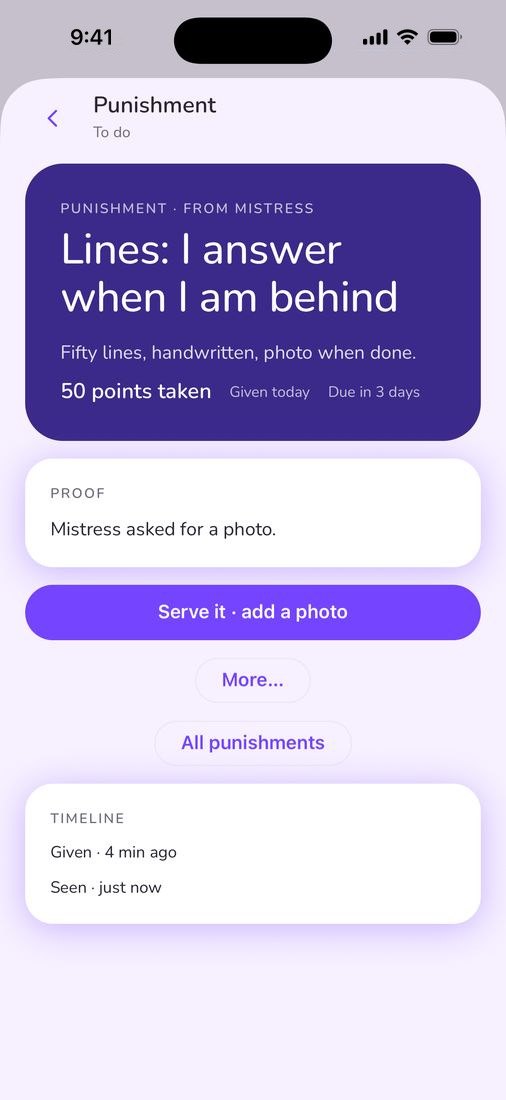 9:41
Punishment
To do
PUNISHMENT · FROM MISTRESS
Lines: I answer
when I am behind
Fifty lines, handwritten, photo when done.
50 points taken Given today Due in 3 days
PROOF
Mistress asked for a photo.
Serve it · add a photo
More...
All punishments
TIMELINE
Given · 4 min ago
Seen · just now